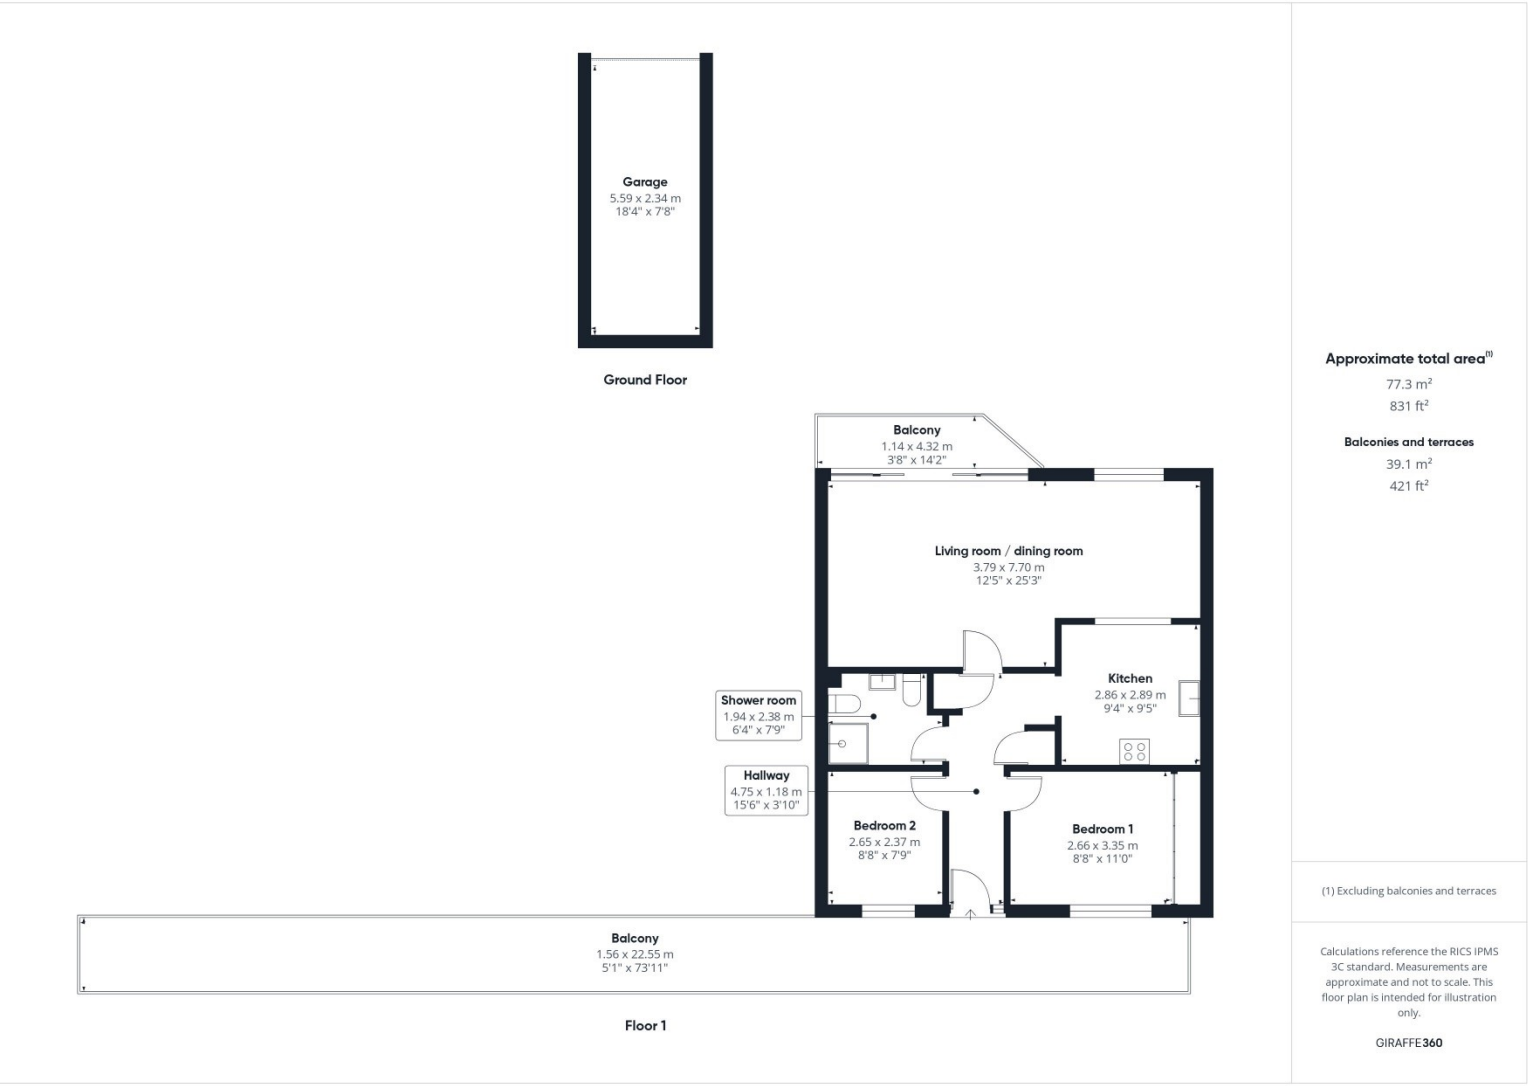 Garage
5.59 x 2.34 m
18'4" x 7'8"
Ground Floor
Balcony
1.14 x 4.32 m
3'8" x 14'2"
Living room / dining room
3.79 x 7.70 m
12'5" x 25'3"
Kitchen
2.86 x 2.89 m
9'4" x 9'5"
Shower room
1.94 x 2.38 m
6'4" x 7'9"
Hallway
4.75 x 1.18 m
15'6" x 3'10"
Bedroom 2
2.65 x 2.37 m
8'8" x 7'9"
Bedroom 1
2.66 x 3.35 m
8'8" x 11'0"
Balcony
1.56 x 22.55 m
5'1" x 73'11"
Floor 1
Approximate total area(1)
77.3 m²
831 ft²
Balconies and terraces
39.1 m²
421 ft²
(1) Excluding balconies and terraces
Calculations reference the RICS IPMS
3C standard. Measurements are
approximate and not to scale. This
floor plan is intended for illustration
only.
GIRAFFE360